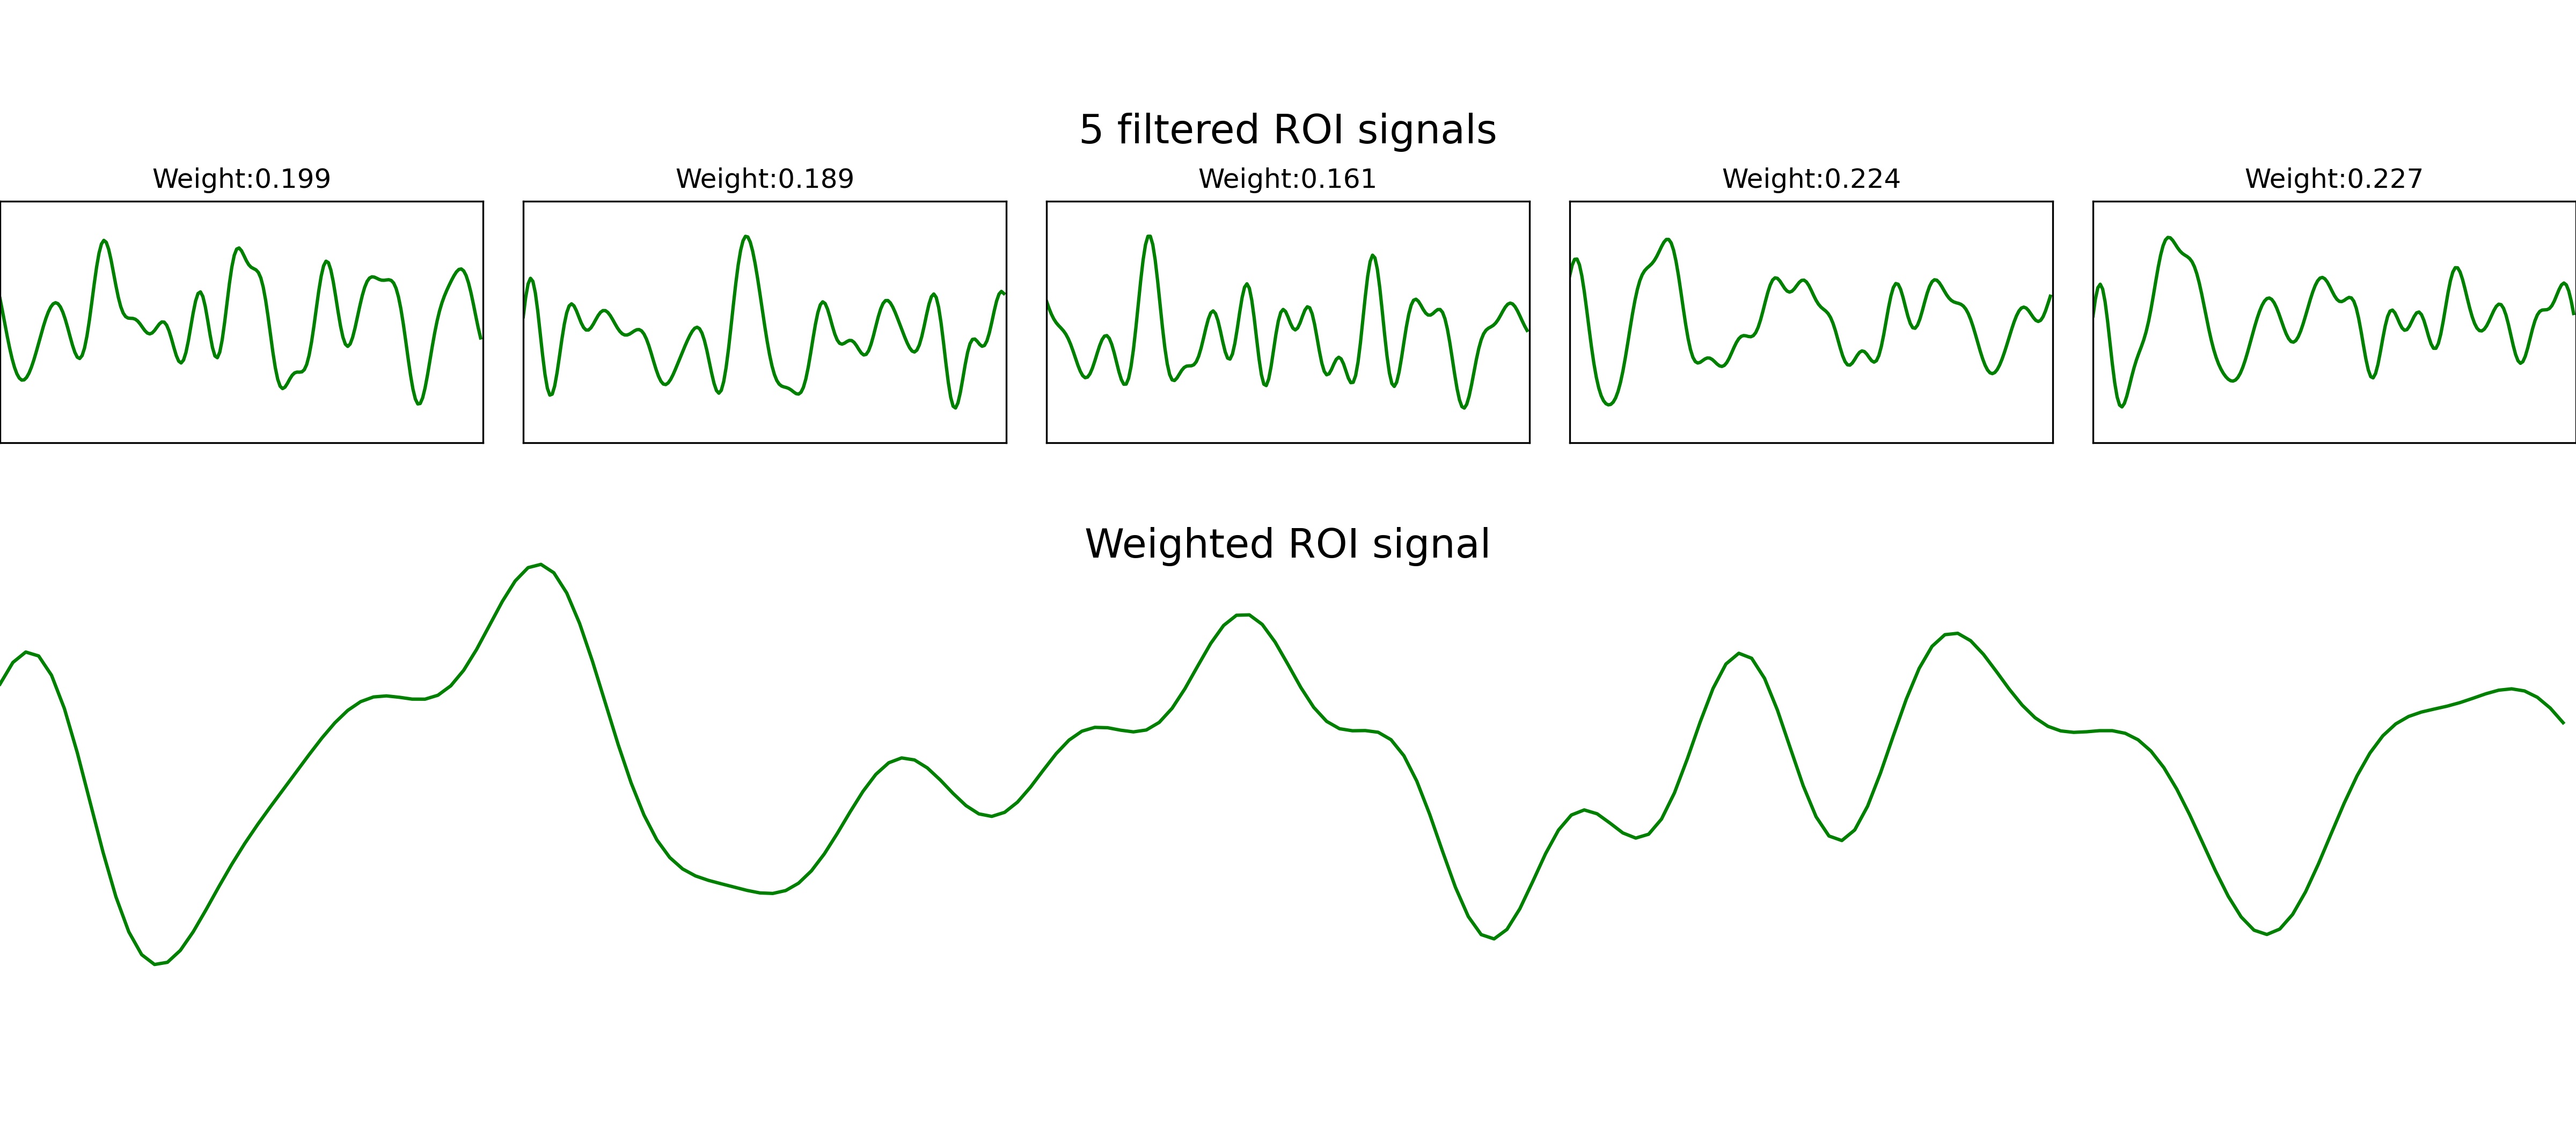 5 filtered ROI signals
Weight:0.199
Weight:0.189
Weight:0.161
Weight:0.224
Weight:0.227
Weighted ROI signal